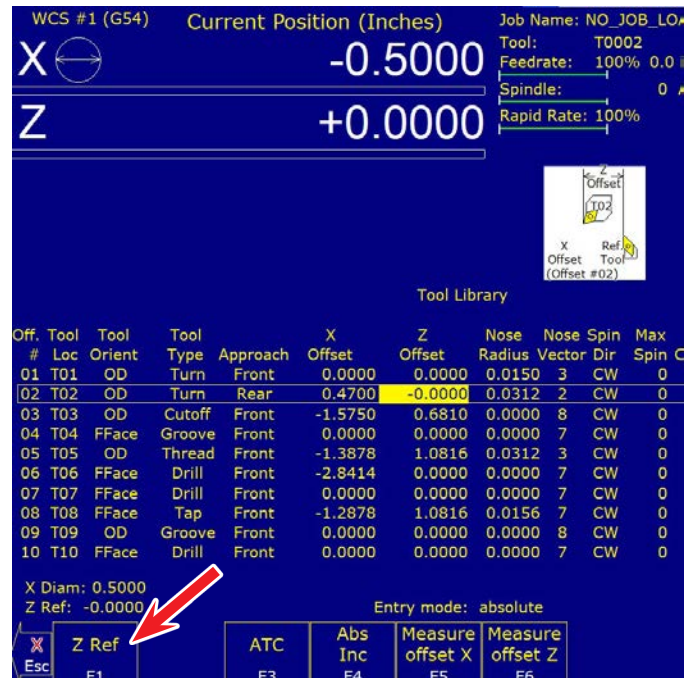 WCS #1 (G54) Current Position (Inches) Job Name: NO_JOB_LO
X -0.5000 Tool: T0002
Feedrate: 100% 0.0
Spindle: 0
Z +0.0000 Rapid Rate: 100%
Z
Offset
T02
X Ref.
Offset Tool
(Offset #02)
Tool Library
Off. Tool Tool Tool X Z Nose Nose Spin Max
# Loc Orient Type Approach Offset Offset Radius Vector Dir Spin C
01 T01 OD Turn Front 0.0000 0.0000 0.0150 3 CW 0
02 T02 OD Turn Rear 0.4700 -0.0000 0.0312 2 CW 0
03 T03 OD Cutoff Front -1.5750 0.6810 0.0000 8 CW 0
04 T04 FFace Groove Front 0.0000 0.0000 0.0000 7 CW 0
05 T05 OD Thread Front -1.3878 1.0816 0.0312 3 CW 0
06 T06 FFace Drill Front -2.8414 0.0000 0.0000 7 CW 0
07 T07 FFace Drill Front 0.0000 0.0000 0.0000 7 CW 0
08 T08 FFace Tap Front -1.2878 1.0816 0.0156 7 CW 0
09 T09 OD Groove Front 0.0000 0.0000 0.0000 8 CW 0
10 T10 FFace Drill Front 0.0000 0.0000 0.0000 7 CW 0
X Diam: 0.5000
Z Ref: -0.0000 Entry mode: absolute
X Z Ref ATC Abs Measure Measure
Esc Inc offset X offset Z
F1 F3 F4 F5 F6